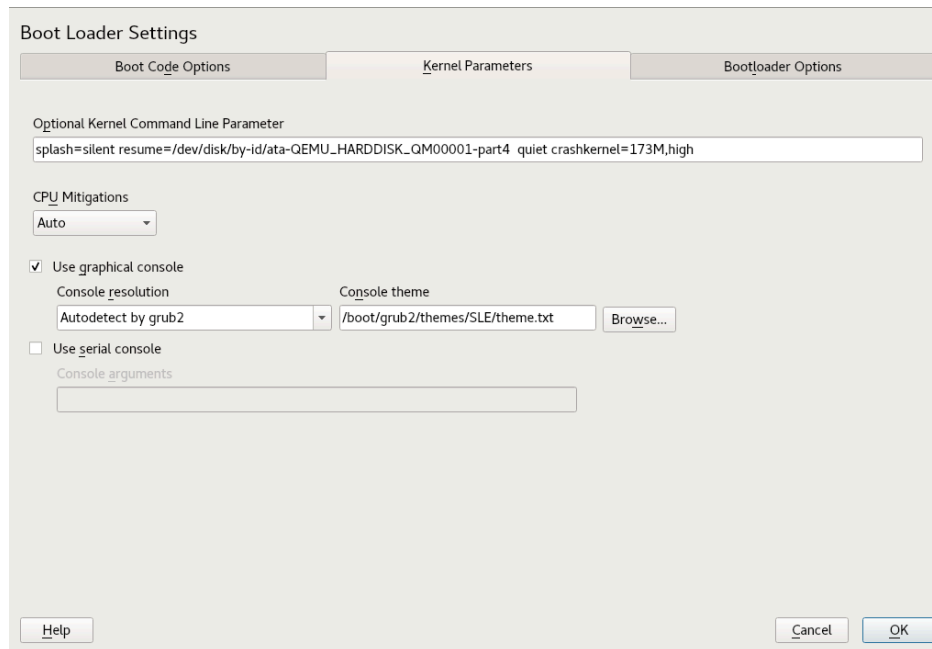 Boot Loader Settings
Boot Code Options
Kernel Parameters
Bootloader Options
Optional Kernel Command Line Parameter
splash=silent resume=/dev/disk/by-id/ata-QEMU_HARDDISK_QM00001-part4  quiet crashkernel=173M,high
CPU Mitigations
Auto
Use graphical console
Console resolution
Console theme
Autodetect by grub2
/boot/grub2/themes/SLE/theme.txt
Browse...
Use serial console
Console arguments
Help
Cancel
OK